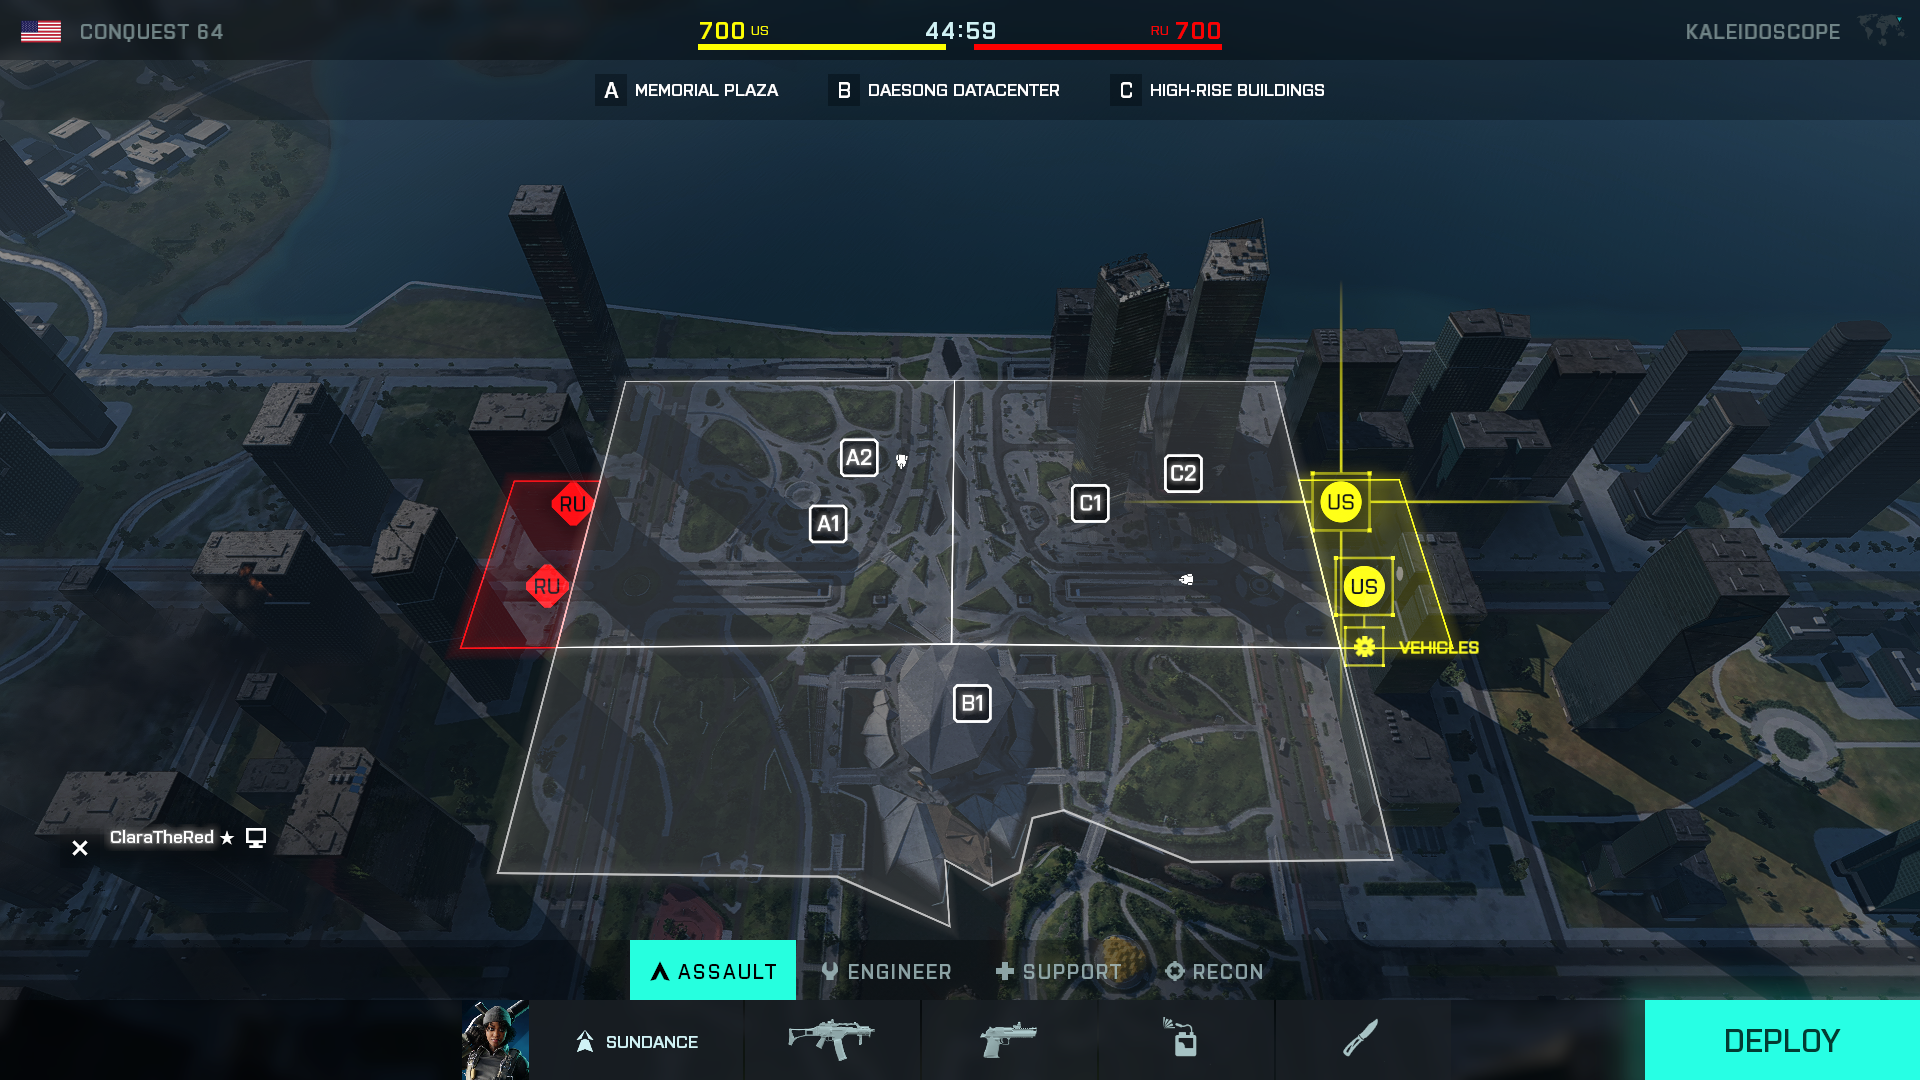 CONQUEST 64
700 US
44:59
RU 700
KALEIDOSCOPE
A MEMORIAL PLAZA
B DAESONG DATACENTER
C HIGH-RISE BUILDINGS
A2
C2
RU
C1
US
A1
RU
US
VEHICLES
B1
ClaraTheRed
ASSAULT
ENGINEER
SUPPORT
RECON
SUNDANCE
DEPLOY